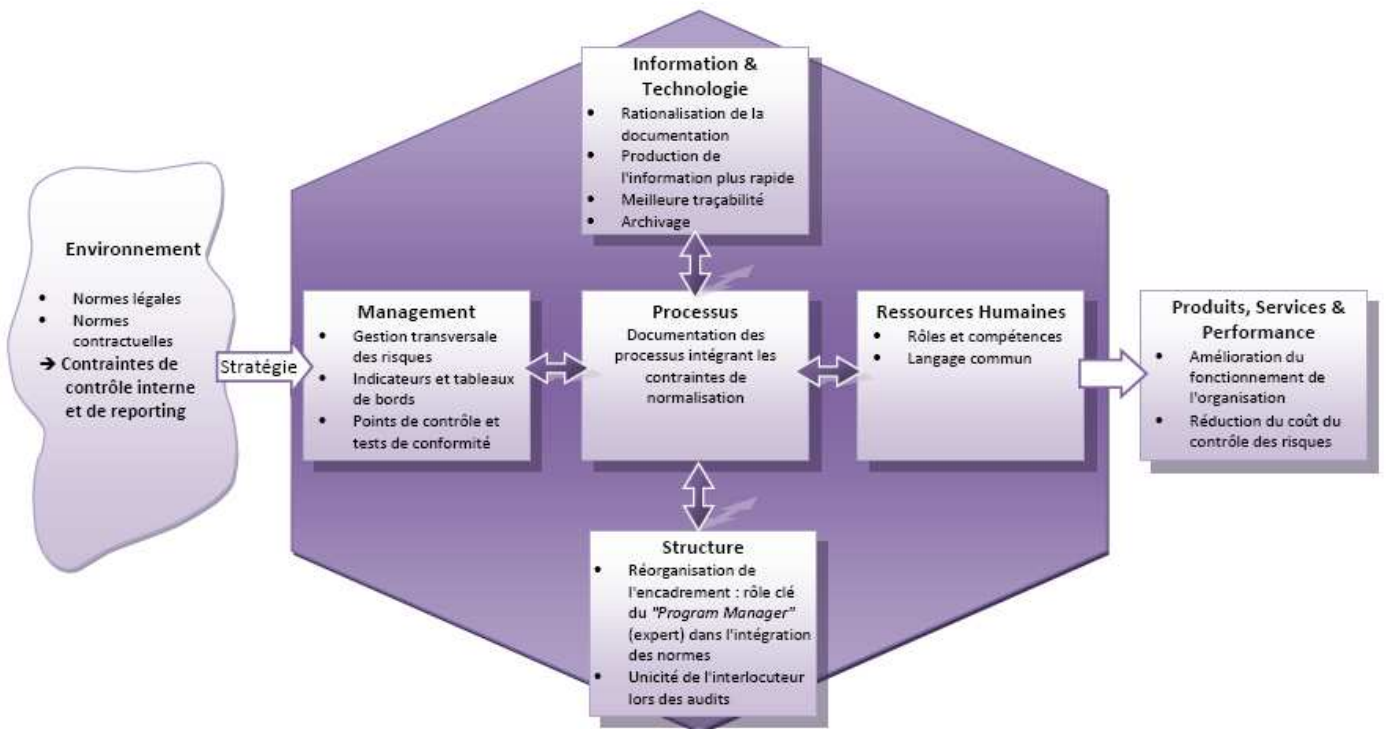 Information &
Technologie
• Rationalisation de la
documentation
• Production de
l'information plus rapide
• Meilleure traçabilité
• Archivage
Environnement
• Normes légales
• Normes
contractuelles
➔ Contraintes de
contrôle interne
et de reporting
Stratégie
Management
• Gestion transversale
des risques
• Indicateurs et tableaux
de bords
• Points de contrôle et
tests de conformité
Processus
Documentation des
processus intégrant les
contraintes de
normalisation
Ressources Humaines
• Rôles et compétences
• Langage commun
Produits, Services &
Performance
• Amélioration du
fonctionnement de
l'organisation
• Réduction du coût du
contrôle des risques
Structure
• Réorganisation de
l'encadrement : rôle clé
du "Program Manager"
(expert) dans l'intégration
des normes
• Unicité de l'interlocuteur
lors des audits